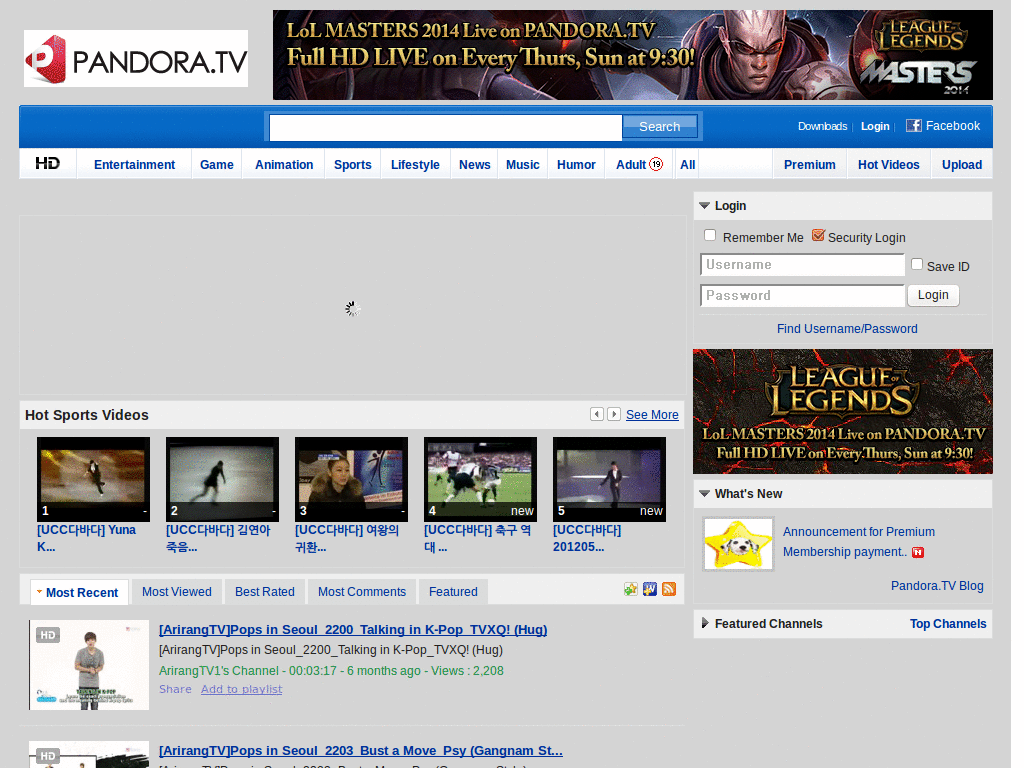 PANDORA.TV
LoL MASTERS 2014 Live on PANDORA.TV
Full HD LIVE on Every Thurs, Sun at 9:30!
LEAGUE of LEGENDS
MASTERS
2014
Search
Downloads
Login
Facebook
HD
Entertainment
Game
Animation
Sports
Lifestyle
News
Music
Humor
Adult 19
All
Premium
Hot Videos
Upload
Login
Remember Me
Security Login
Username
Save ID
Password
Login
Find Username/Password
LEAGUE of LEGENDS
LoL MASTERS 2014 Live on PANDORA.TV
Full HD LIVE on Every Thurs, Sun at 9:30!
Hot Sports Videos
See More
1 -
[UCC다바다] Yuna
K...
2 -
[UCC다바다] 김연아
죽음...
3 -
[UCC다바다] 여왕의
귀환...
4 new
[UCC다바다] 축구 역
대 ...
5 new
[UCC다바다]
201205...
What's New
Announcement for Premium
Membership payment.. N
Pandora.TV Blog
Featured Channels
Top Channels
Most Recent
Most Viewed
Best Rated
Most Comments
Featured
HD
[ArirangTV]Pops in Seoul_2200_Talking in K-Pop_TVXQ! (Hug)
[ArirangTV]Pops in Seoul_2200_Talking in K-Pop_TVXQ! (Hug)
ArirangTV1's Channel - 00:03:17 - 6 months ago - Views : 2,208
Share Add to playlist
HD
[ArirangTV]Pops in Seoul_2203_Bust a Move_Psy (Gangnam St...